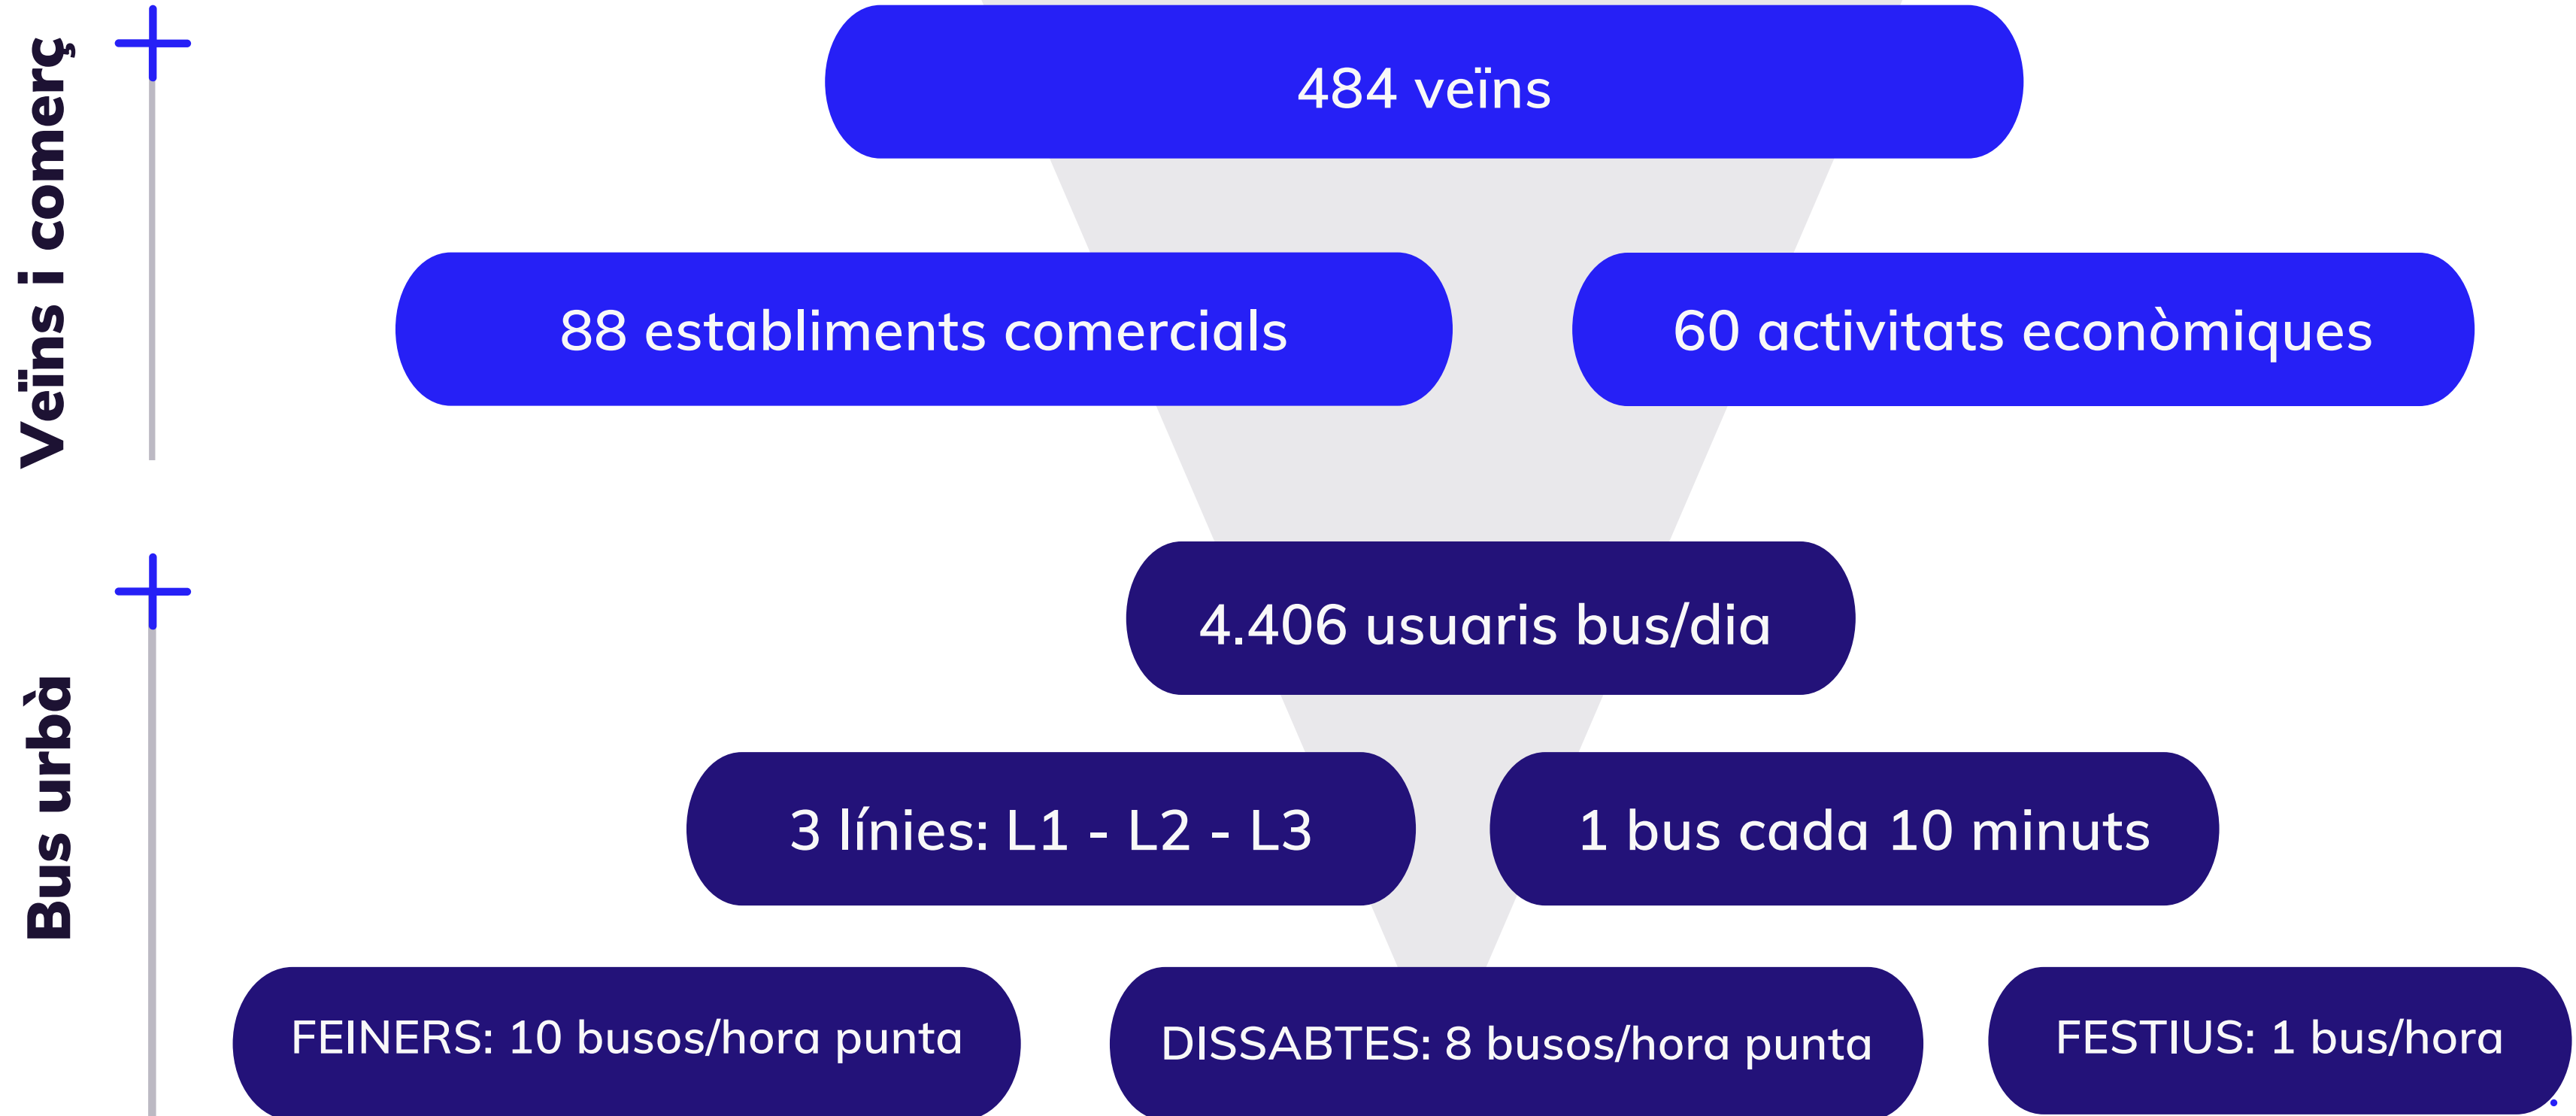 Veïns i comerç
484 veïns
88 establiments comercials
60 activitats econòmiques
Bus urbà
4.406 usuaris bus/dia
3 línies: L1 - L2 - L3
1 bus cada 10 minuts
FEINERS: 10 busos/hora punta
DISSABTES: 8 busos/hora punta
FESTIUS: 1 bus/hora